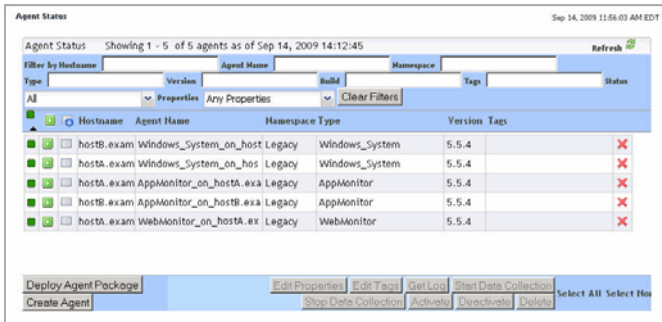 Agent Status
Sep 14, 2009 11:56:03 AM EDT
Agent Status Showing 1 - 5 of 5 agents as of Sep 14, 2009 14:12:45
Refresh
Filter by Hostname Agent Name Namespace
Type Version Build Tags Status
All Properties Any Properties Clear Filters
Hostname Agent Name Namespace Type Version Tags
hostB.exam Windows_System_on_host Legacy Windows_System 5.5.4
hostA.exam Windows_System_on_hos Legacy Windows_System 5.5.4
hostA.exam AppMonitor_on_hostA.exa Legacy AppMonitor 5.5.4
hostB.exam AppMonitor_on_hostB.exa Legacy AppMonitor 5.5.4
hostA.exam WebMonitor_on_hostA.ex Legacy WebMonitor 5.5.4
Deploy Agent Package Edit Properties Edit Tags Get Log Start Data Collection Select All Select Nor
Create Agent Stop Data Collection Activate Deactivate Delete